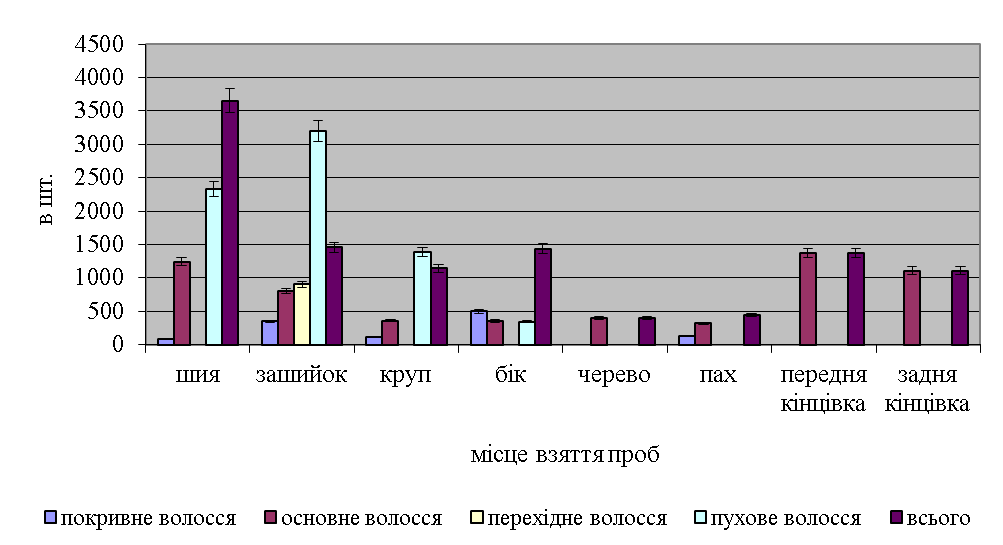 4500
4000
3500
3000
2500
2000
1500
1000
500
0
в шт.
шия зашийок круп бік черево пах передня кінцівка задня кінцівка
місце взяття проб
покривне волосся основне волосся перехідне волосся пухове волосся всього